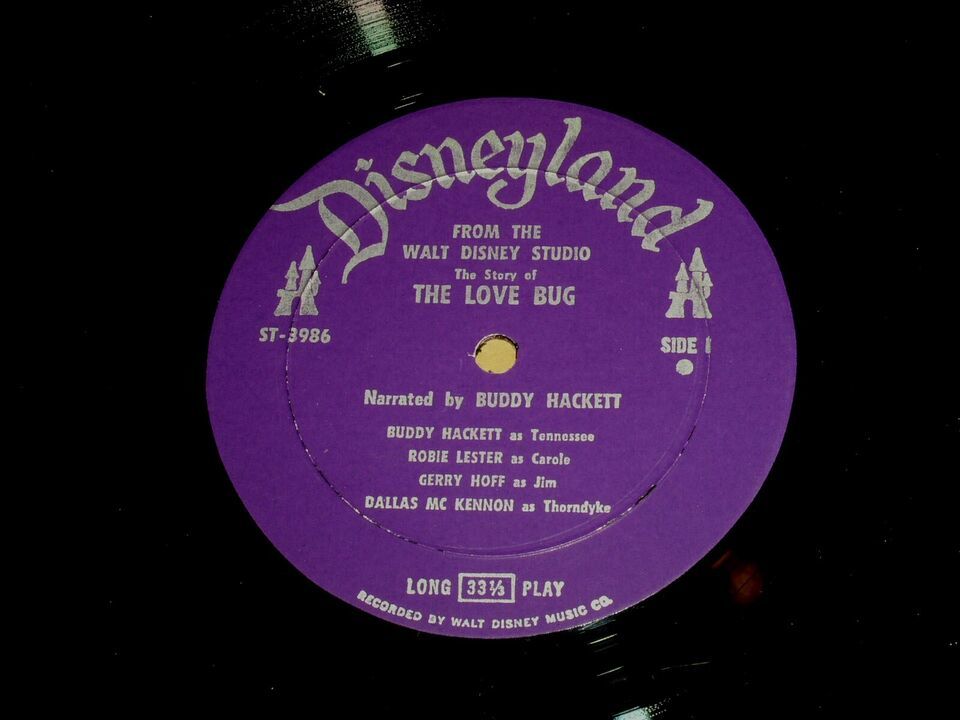 Disneyland
FROM THE
WALT DISNEY STUDIO
The Story of
THE LOVE BUG
ST-3986
SIDE 1
Narrated by BUDDY HACKETT
BUDDY HACKETT as Tennessee
ROBIE LESTER as Carole
GERRY HOFF as Jim
DALLAS MC KENNON as Thorndyke
LONG 33⅓ PLAY
RECORDED BY WALT DISNEY MUSIC CO.